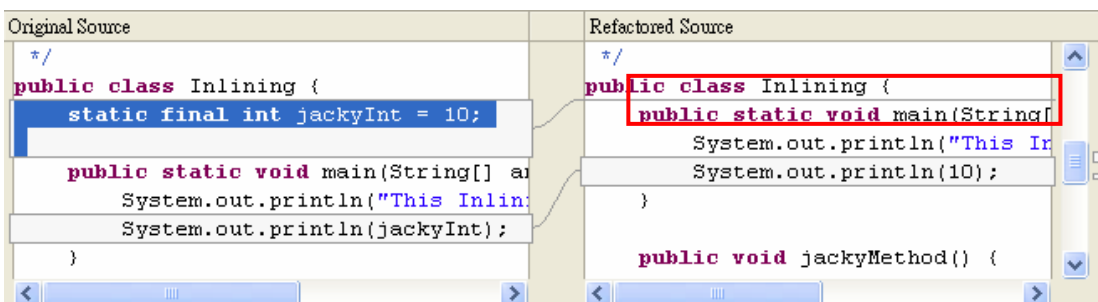 Original Source
*/
public class Inlining {
static final int jackyInt = 10;
public static void main(String[] a
System.out.println("This Inlin
System.out.println(jackyInt);
}
Refactored Source
*/
public class Inlining {
public static void main(String[
System.out.println("This In
System.out.println(10);
}
public void jackyMethod() {